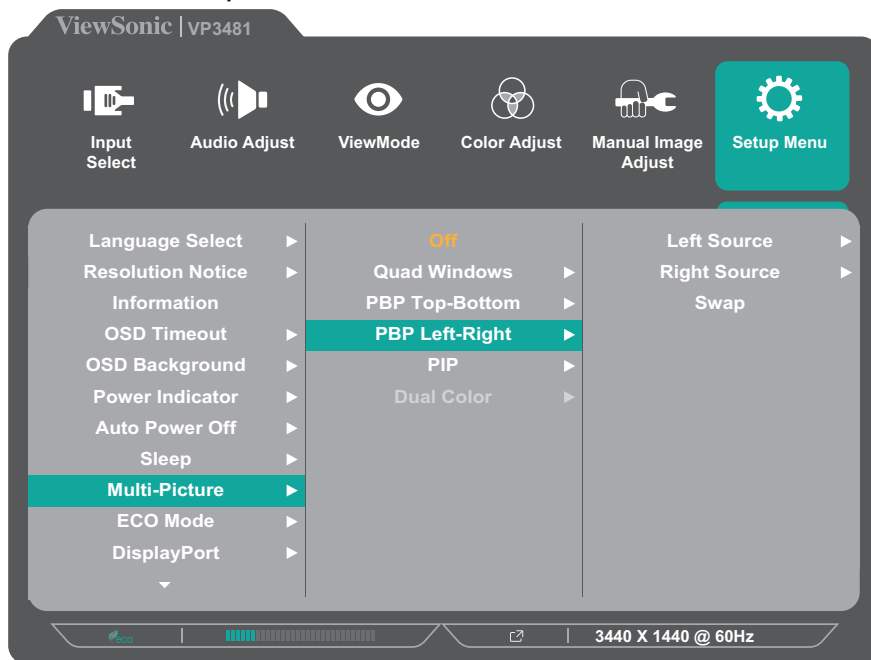 ViewSonic | VP3481
Input
Select
Audio Adjust
ViewMode
Color Adjust
Manual Image
Adjust
Setup Menu
Language Select
Resolution Notice
Information
OSD Timeout
OSD Background
Power Indicator
Auto Power Off
Sleep
Multi-Picture
ECO Mode
DisplayPort
Off
Quad Windows
PBP Top-Bottom
PBP Left-Right
PIP
Dual Color
Left Source
Right Source
Swap
eco
3440 X 1440 @ 60Hz